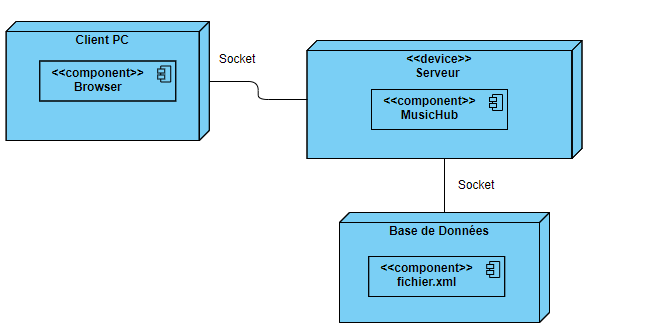 Client PC
<<component>>
Browser
Socket
<<device>>
Serveur
<<component>>
MusicHub
Socket
Base de Données
<<component>>
fichier.xml